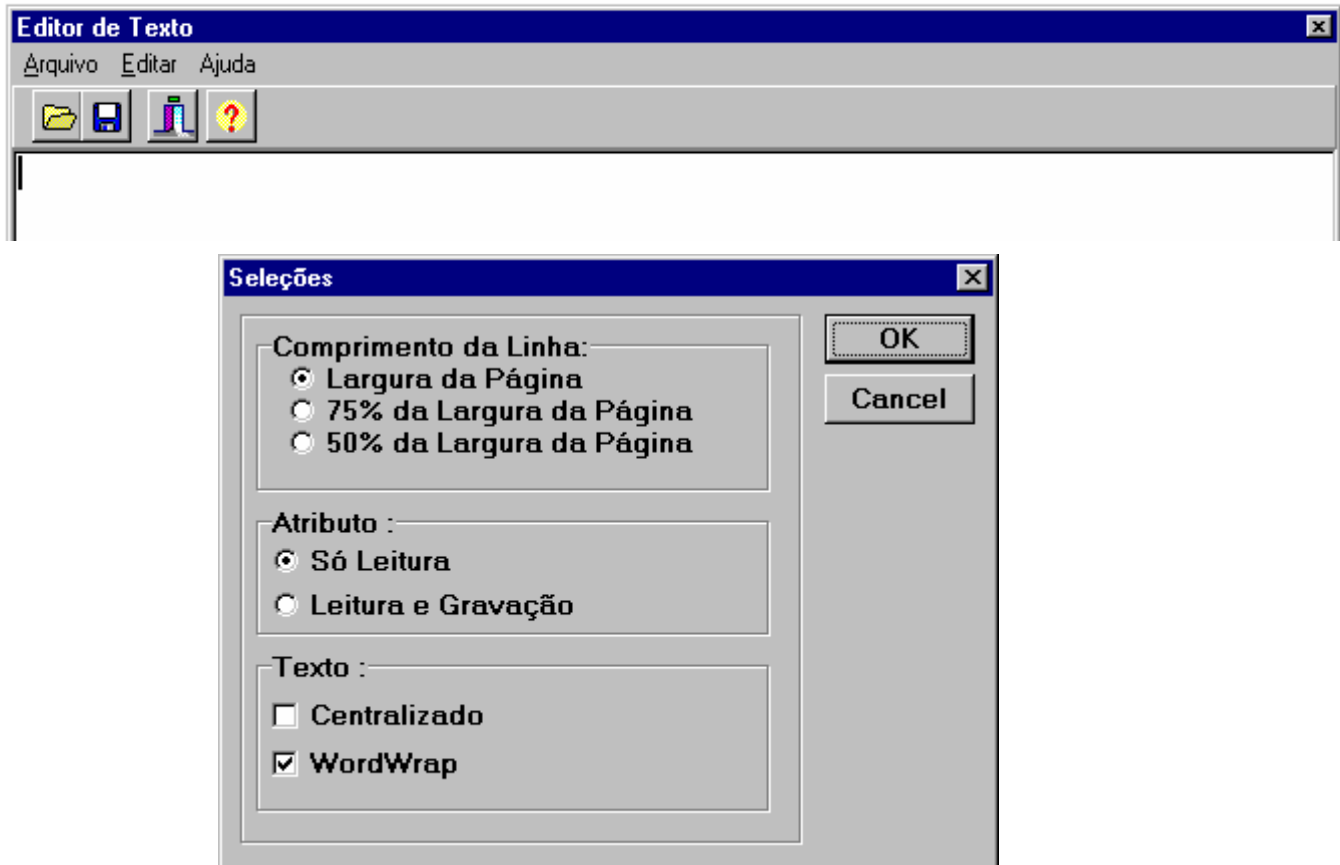 Editor de Texto
Arquivo Editar Ajuda
?
Seleções
Comprimento da Linha:
Largura da Página
75% da Largura da Página
50% da Largura da Página
OK
Cancel
Atributo :
Só Leitura
Leitura e Gravação
Texto :
Centralizado
WordWrap